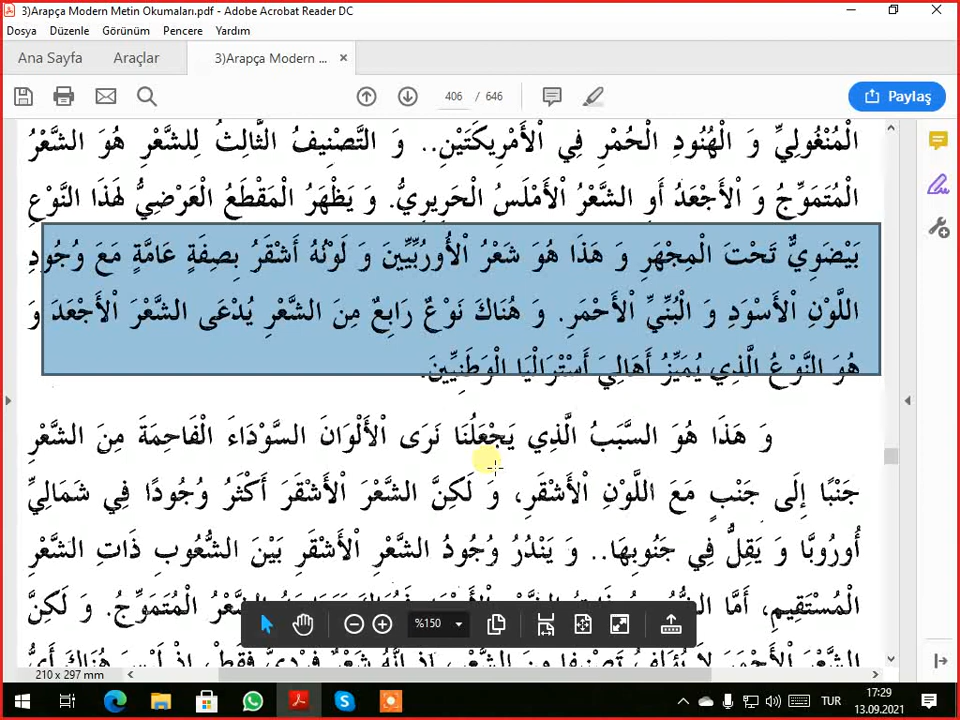 3)Arapça Modern Metin Okumaları.pdf - Adobe Acrobat Reader DC
Dosya Düzenle Görünüm Pencere Yardım
Ana Sayfa Araçlar 3)Arapça Modern ... ×
406 / 646 Paylaş
الْمُنْغُولِيِّ وَ الْهُنُودِ الْحُمْرِ فِي الْأَمْرِيكَتَيْنِ.. وَ التَّصْنِيفُ الثَّالِثُ لِلشَّعْرِ هُوَ الشَّعْرُ
الْمُتَمَوِّجُ وَ الْأَجْعَدُ أَوِ الشَّعْرُ الْأَمْلَسُ الْحَرِيرِيُّ. وَ يَظْهَرُ الْمَقْطَعُ الْعَرْضِيُّ لِهَذَا النَّوْعِ
بَيْضَوِيٌّ تَحْتَ الْمِجْهَرِ وَ هَذَا هُوَ شَعْرُ الْأُورُبِّيِّينَ وَ لَوْنُهُ أَشْقَرُ بِصِفَةٍ عَامَّةٍ مَعَ وُجُودِ
اللَّوْنِ الْأَسْوَدِ وَ الْبُنِّيِّ الْأَحْمَرِ. وَ هُنَاكَ نَوْعٌ رَابِعٌ مِنَ الشَّعْرِ يُدْعَى الشَّعْرَ الْأَجْعَدَ وَ
هُوَ النَّوْعُ الَّذِي يُمَيِّزُ أَهَالِيَ أَسْتْرَالْيَا الْوَطَنِيِّينَ.
وَ هَذَا هُوَ السَّبَبُ الَّذِي يَجْعَلُنَا نَرَى الْأَلْوَانَ السَّوْدَاءَ الْفَاحِمَةَ مِنَ الشَّعْرِ
جَنْبًا إِلَى جَنْبٍ مَعَ اللَّوْنِ الْأَشْقَرِ، وَ لَكِنَّ الشَّعْرَ الْأَشْقَرَ أَكْثَرُ وُجُودًا فِي شَمَالِيِّ
أُورُوبَّا وَ يَقِلُّ فِي جَنُوبِهَا.. وَ يَنْدُرُ وُجُودُ الشَّعْرِ الْأَشْقَرِ بَيْنَ الشُّعُوبِ ذَاتِ الشَّعْرِ
الْمُسْتَقِيمِ، أَمَّا الشَّعْرُ الْمُتَمَوِّجُ. وَ لَكِنَّ
الشَّعْرَ الْأَحْمَرَ لَا يُؤَلِّفُ تَصْنِيفًا مِنَ الشَّعْرِ، إِذْ إِنَّهُ شَعْرٌ فَرْدِيٌّ فَقَطْ، إِذْ لَيْسَ هُنَاكَ أَيُّ
%150
210 x 297 mm
TUR 17:29
13.09.2021